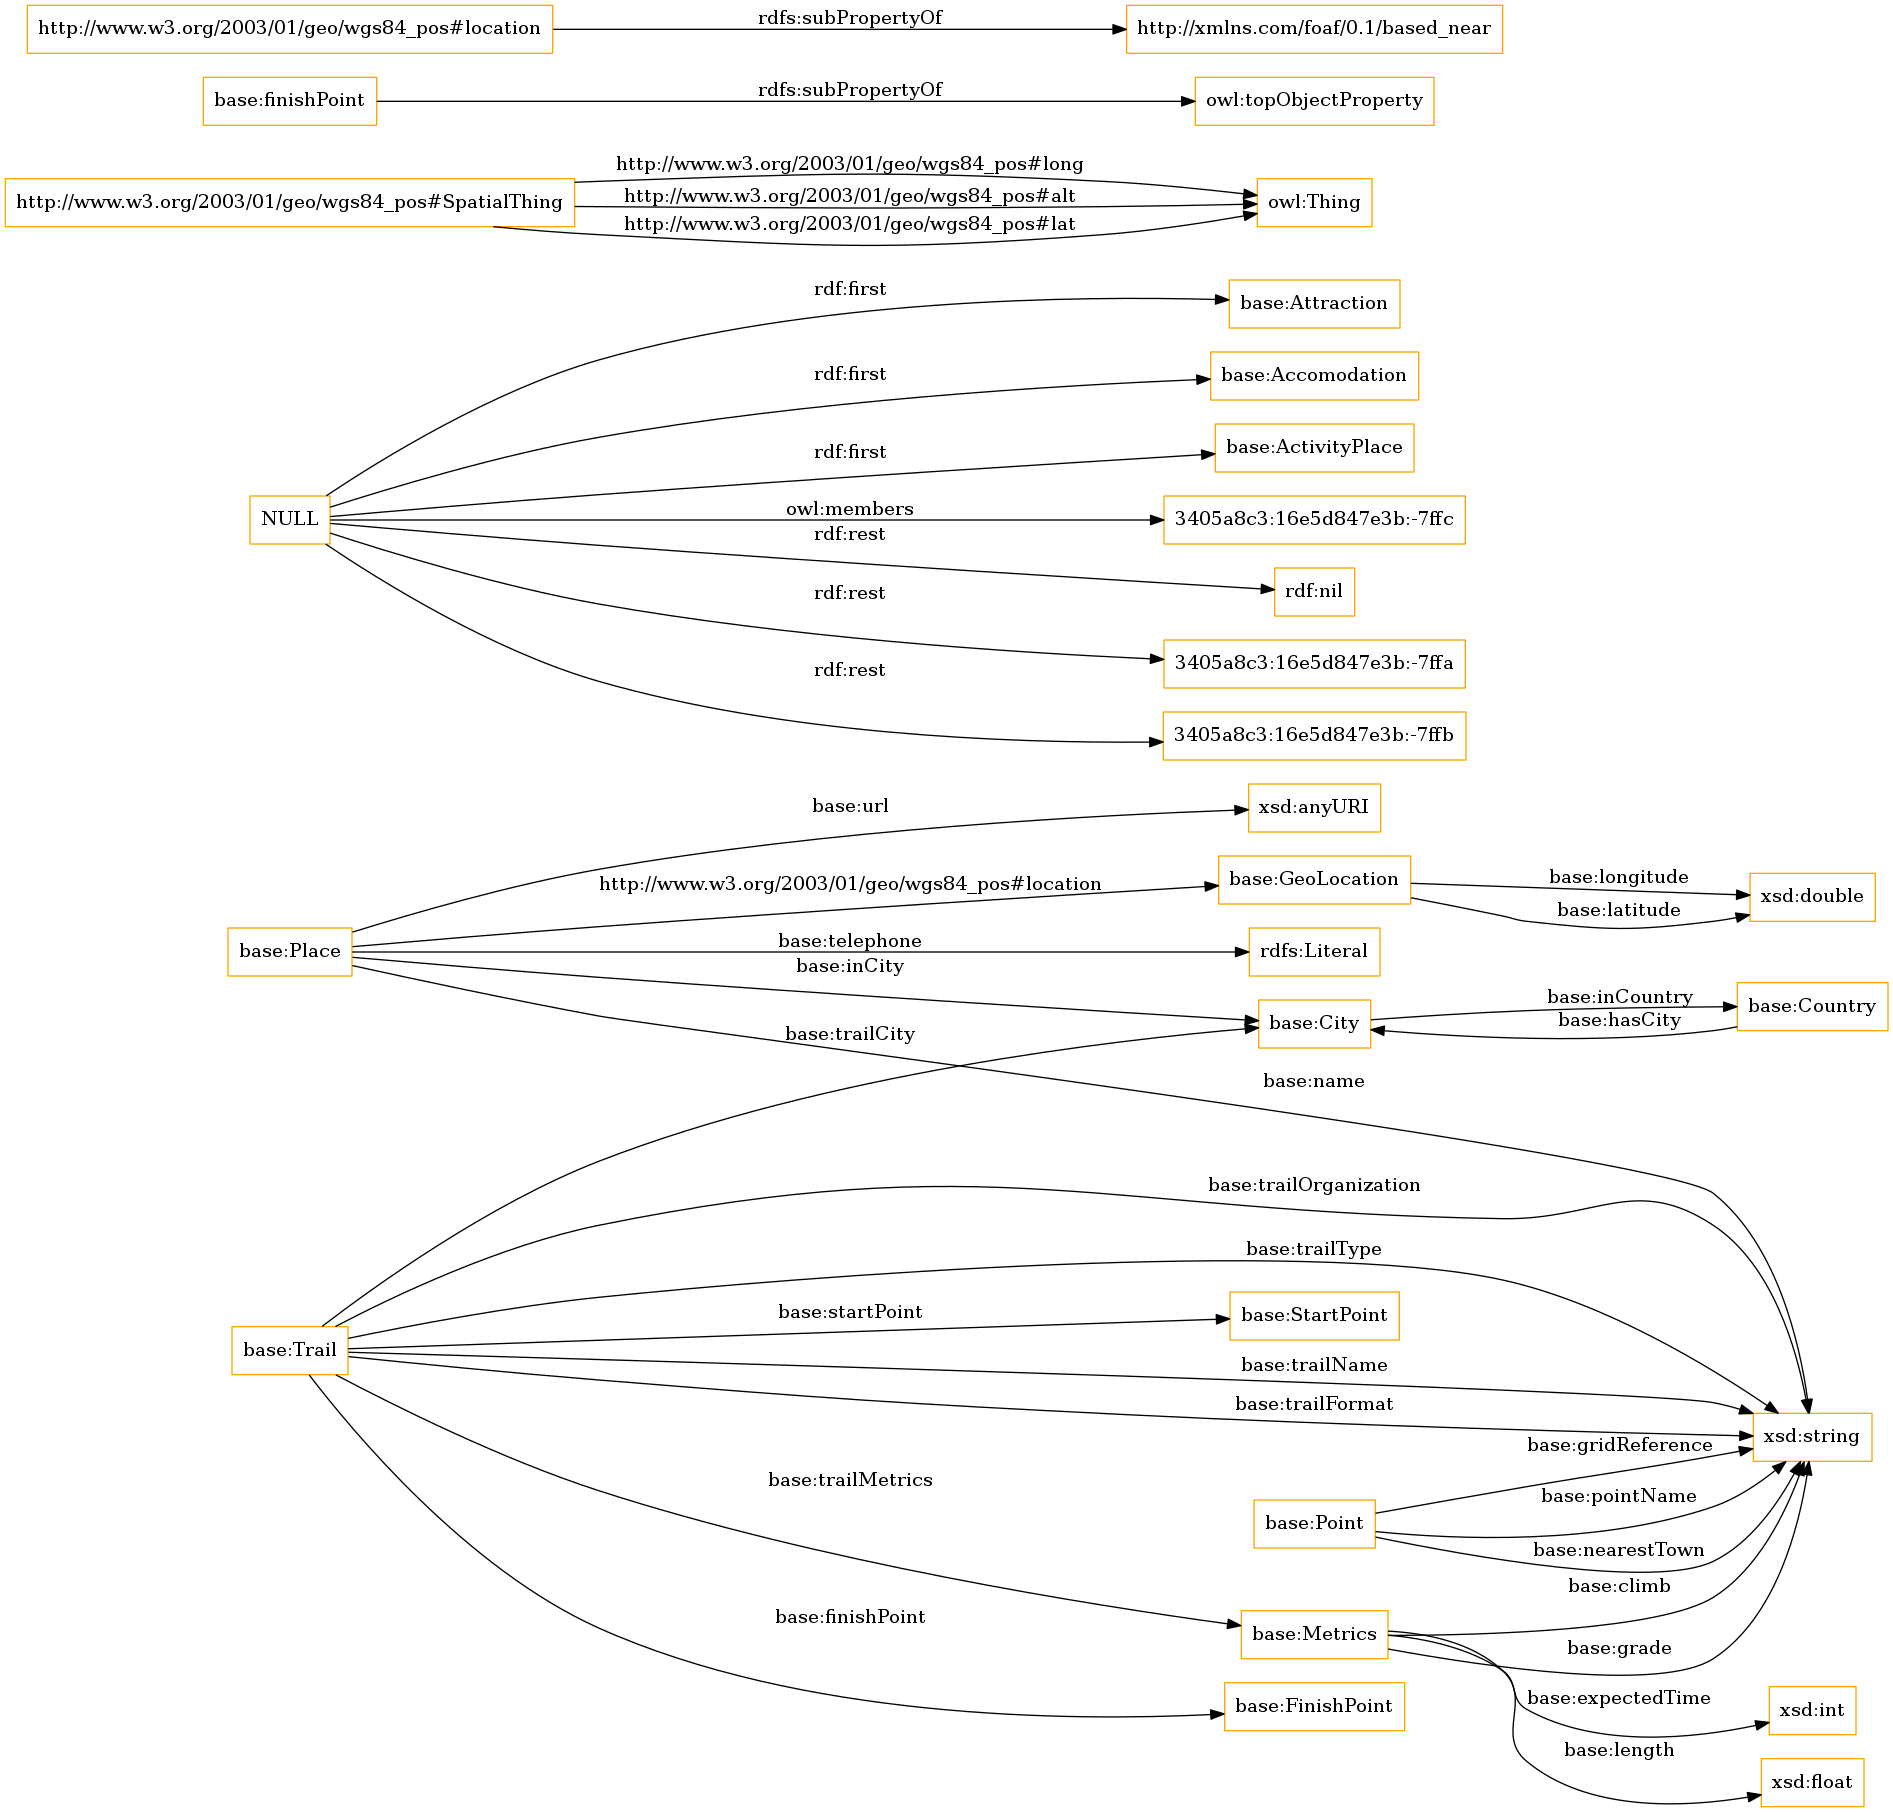 http://www.w3.org/2003/01/geo/wgs84_pos#location
rdfs:subPropertyOf
http://xmlns.com/foaf/0.1/based_near
base:finishPoint
rdfs:subPropertyOf
owl:topObjectProperty
http://www.w3.org/2003/01/geo/wgs84_pos#SpatialThing
http://www.w3.org/2003/01/geo/wgs84_pos#long
http://www.w3.org/2003/01/geo/wgs84_pos#alt
http://www.w3.org/2003/01/geo/wgs84_pos#lat
owl:Thing
NULL
rdf:first
base:Attraction
rdf:first
base:Accomodation
rdf:first
base:ActivityPlace
owl:members
3405a8c3:16e5d847e3b:-7ffc
rdf:rest
rdf:nil
rdf:rest
3405a8c3:16e5d847e3b:-7ffa
rdf:rest
3405a8c3:16e5d847e3b:-7ffb
base:Place
base:url
xsd:anyURI
http://www.w3.org/2003/01/geo/wgs84_pos#location
base:GeoLocation
base:longitude
base:latitude
xsd:double
base:telephone
rdfs:Literal
base:inCity
base:City
base:inCountry
base:hasCity
base:Country
base:trailCity
base:name
base:Trail
base:trailOrganization
base:trailType
base:startPoint
base:StartPoint
base:trailName
base:trailFormat
xsd:string
base:gridReference
base:pointName
base:Point
base:nearestTown
base:trailMetrics
base:climb
base:Metrics
base:grade
base:finishPoint
base:FinishPoint
base:expectedTime
xsd:int
base:length
xsd:float